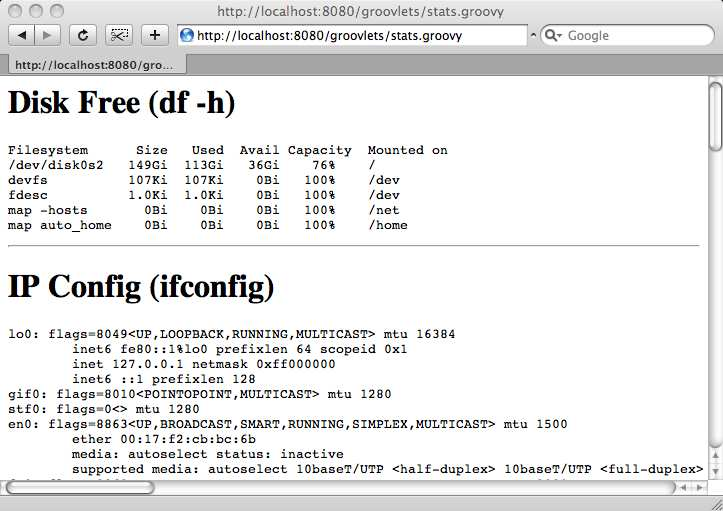 http://localhost:8080/groovlets/stats.groovy
http://localhost:8080/groovlets/stats.groovy
Google
http://localhost:8080/gro...
Disk Free (df -h)
Filesystem      Size   Used  Avail Capacity  Mounted on
/dev/disk0s2   149Gi  113Gi   36Gi    76%    /
devfs          107Ki  107Ki    0Bi   100%    /dev
fdesc          1.0Ki  1.0Ki    0Bi   100%    /dev
map -hosts       0Bi    0Bi    0Bi   100%    /net
map auto_home    0Bi    0Bi    0Bi   100%    /home
IP Config (ifconfig)
lo0: flags=8049<UP,LOOPBACK,RUNNING,MULTICAST> mtu 16384
        inet6 fe80::1%lo0 prefixlen 64 scopeid 0x1
        inet 127.0.0.1 netmask 0xff000000
        inet6 ::1 prefixlen 128
gif0: flags=8010<POINTOPOINT,MULTICAST> mtu 1280
stf0: flags=0<> mtu 1280
en0: flags=8863<UP,BROADCAST,SMART,RUNNING,SIMPLEX,MULTICAST> mtu 1500
        ether 00:17:f2:cb:bc:6b
        media: autoselect status: inactive
        supported media: autoselect 10baseT/UTP <half-duplex> 10baseT/UTP <full-duplex>